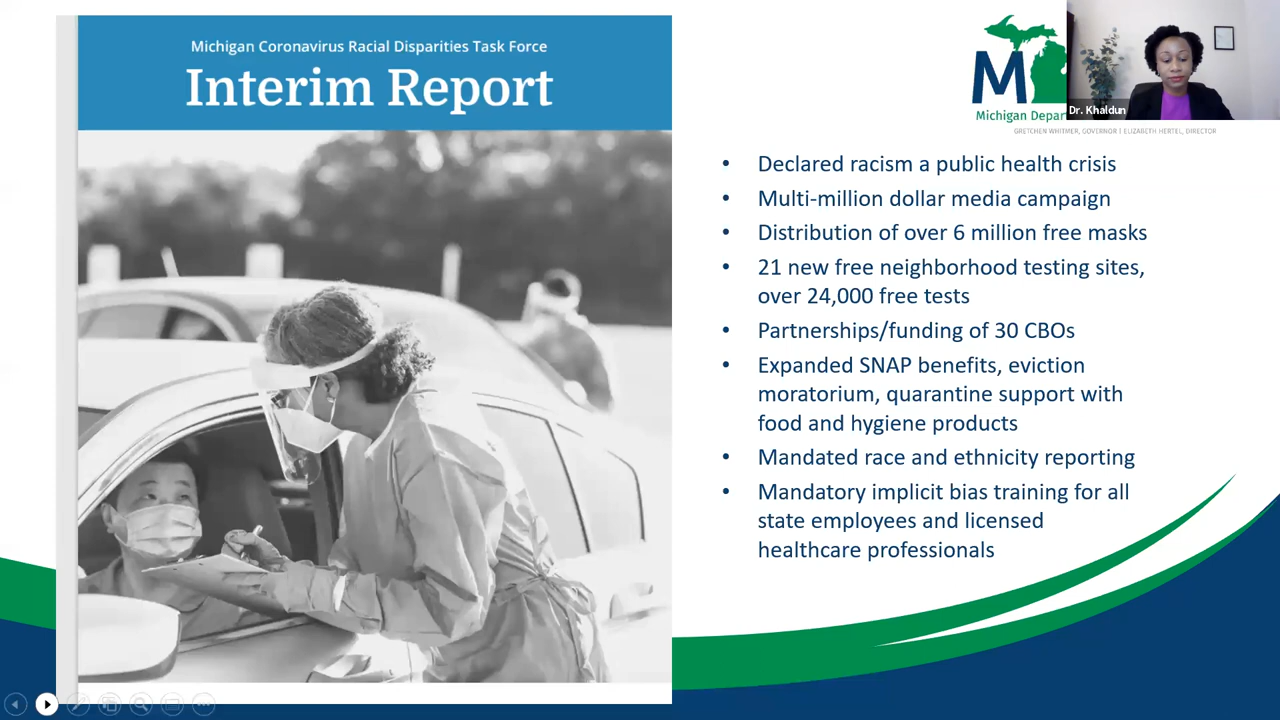 Michigan Coronavirus Racial Disparities Task Force
Interim Report
M
Michigan Depar
Dr. Khaldun
GRETCHEN WHITMER, GOVERNOR | ELIZABETH HERTEL, DIRECTOR
• Declared racism a public health crisis
• Multi-million dollar media campaign
• Distribution of over 6 million free masks
• 21 new free neighborhood testing sites,
over 24,000 free tests
• Partnerships/funding of 30 CBOs
• Expanded SNAP benefits, eviction
moratorium, quarantine support with
food and hygiene products
• Mandated race and ethnicity reporting
• Mandatory implicit bias training for all
state employees and licensed
healthcare professionals